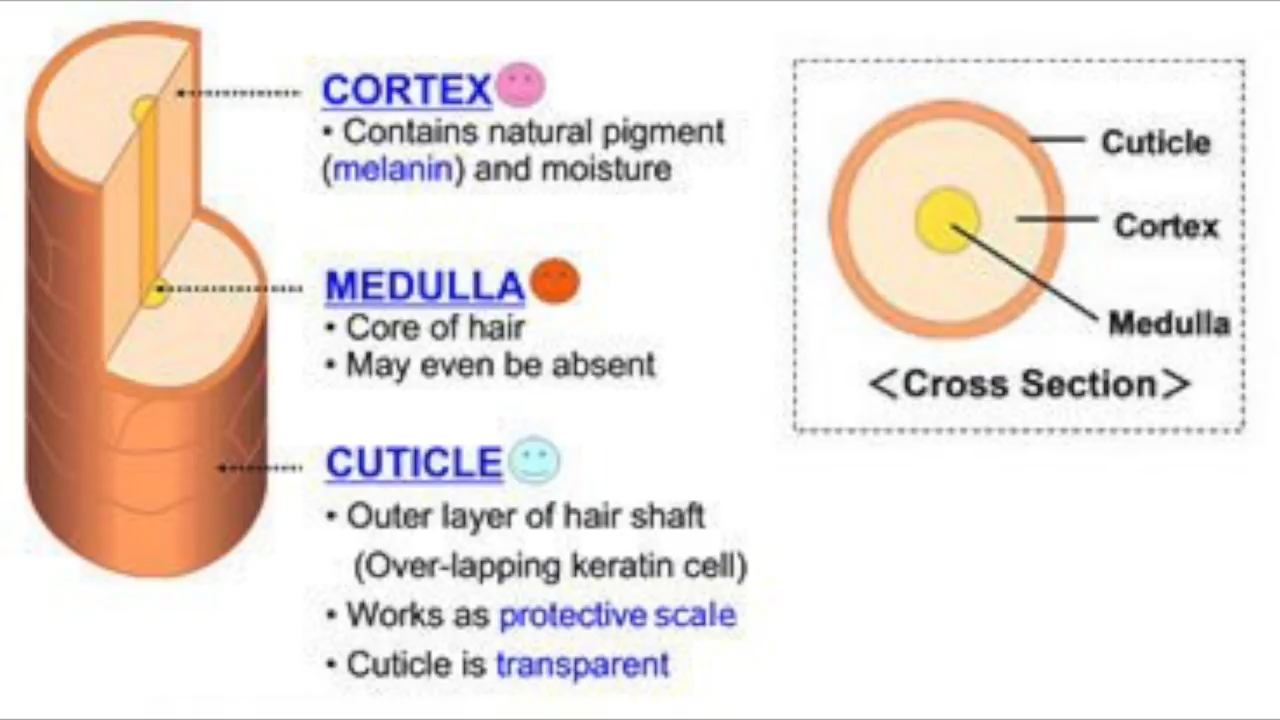 CORTEX
• Contains natural pigment
(melanin) and moisture
MEDULLA
• Core of hair
• May even be absent
CUTICLE
• Outer layer of hair shaft
(Over-lapping keratin cell)
• Works as protective scale
• Cuticle is transparent
Cuticle
Cortex
Medulla
<Cross Section>